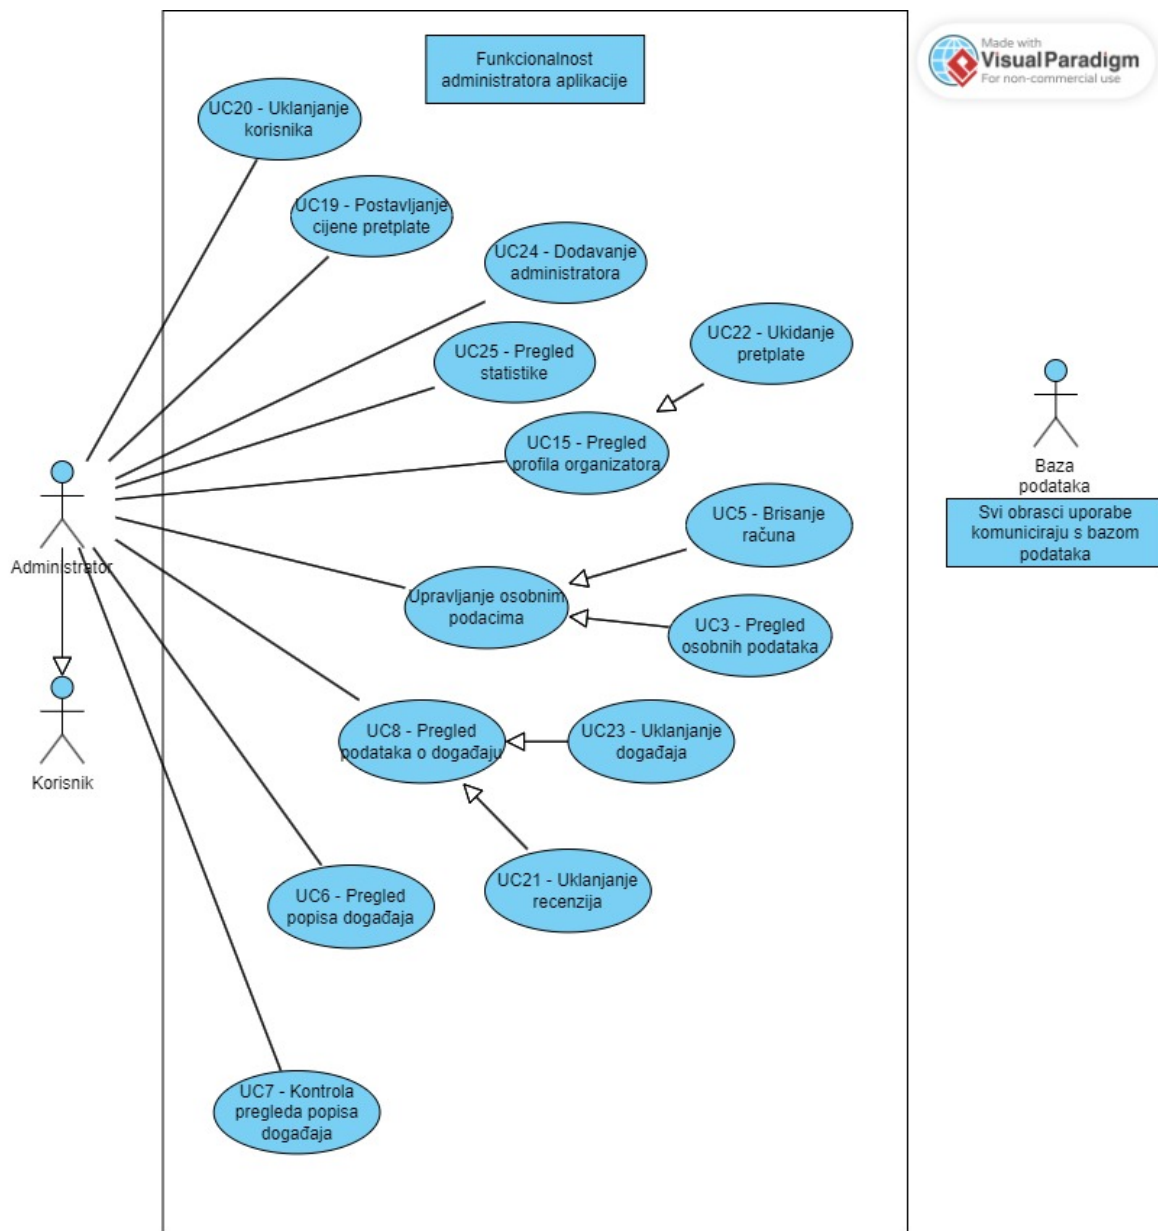 Funkcionalnost
administratora aplikacije
Made with
Visual Paradigm
For non-commercial use
UC20 - Uklanjanje
korisnika
UC19 - Postavljanje
cijene pretplate
UC24 - Dodavanje
administratora
UC22 - Ukidanje
pretplate
UC25 - Pregled
statistike
UC15 - Pregled
profila organizatora
Baza
podataka
Svi obrasci uporabe
komuniciraju s bazom
podataka
UC5 - Brisanje
računa
Administrator
Upravljanje osobnim
podacima
UC3 - Pregled
osobnih podataka
UC8 - Pregled
podataka o događaju
UC23 - Uklanjanje
događaja
Korisnik
UC21 - Uklanjanje
recenzija
UC6 - Pregled
popisa događaja
UC7 - Kontrola
pregleda popisa
događaja